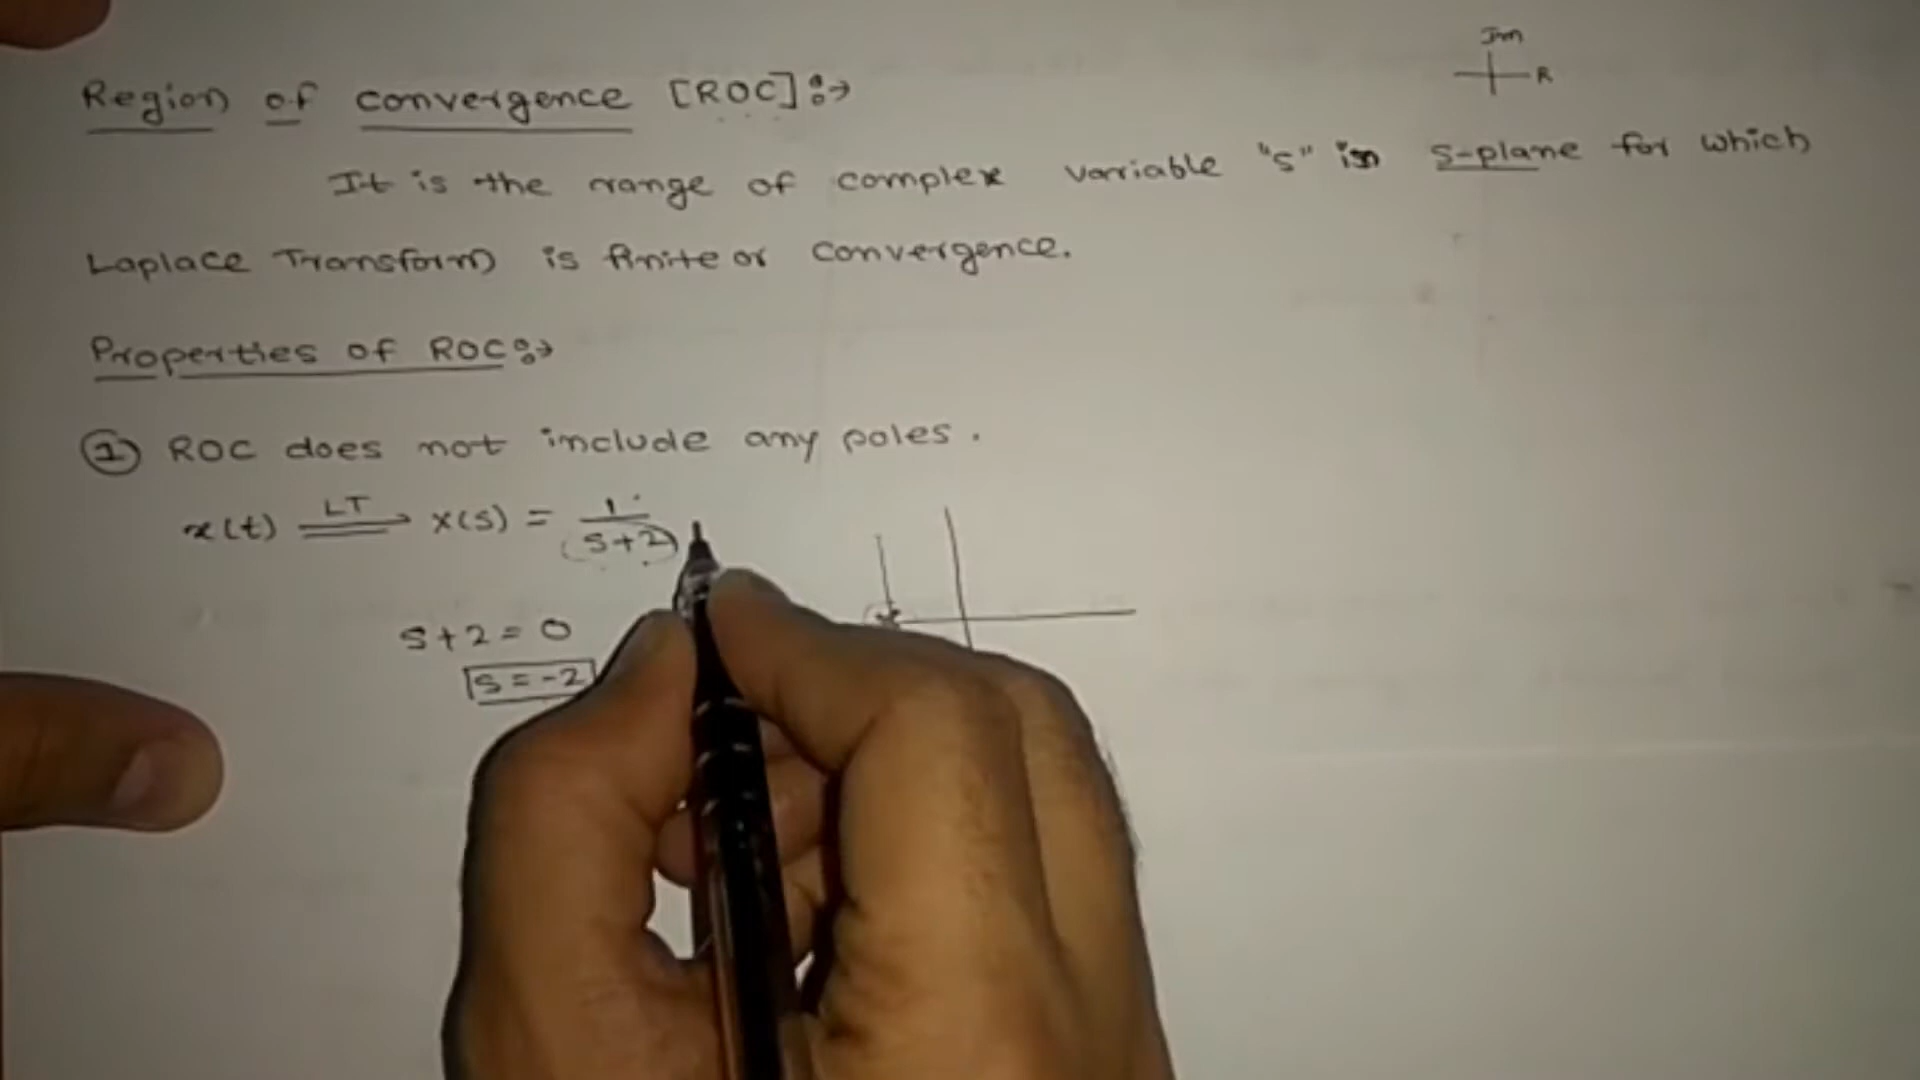 Im
R
Region of convergence [ROC]:→
It is the range of complex variable "s" in s-plane for which
Laplace Transform is finite or convergence.
Properties of ROC:→
① ROC does not include any poles.
x(t) LT→ X(s) = 1/(s+2)
s+2=0
s=-2